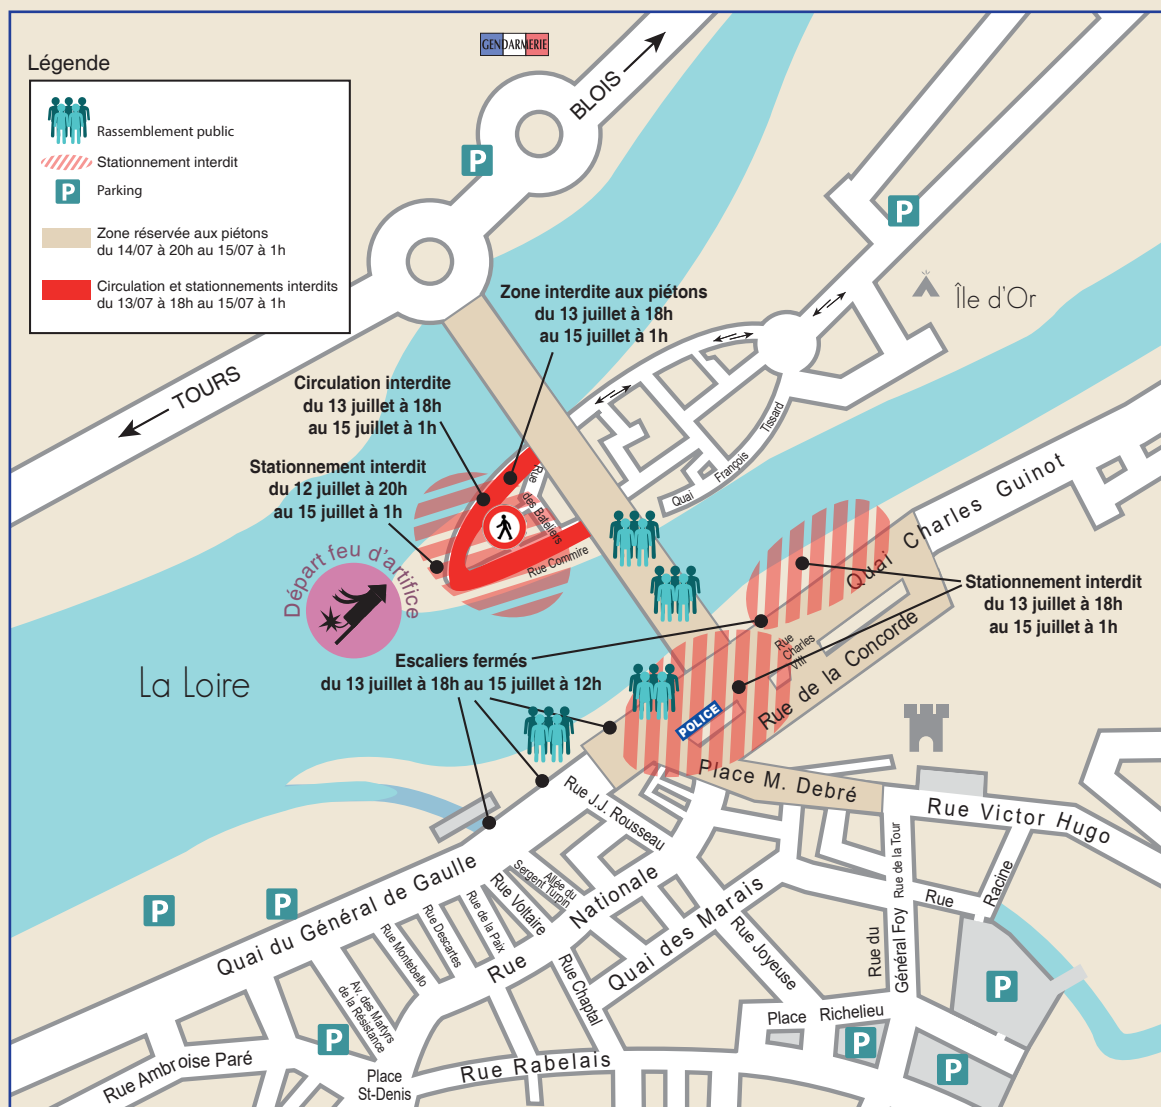 GENDARMERIE
BLOIS
Légende
Rassemblement public
Stationnement interdit
P
Parking
Zone réservée aux piétons
du 14/07 à 20h au 15/07 à 1h
Circulation et stationnements interdits
du 13/07 à 18h au 15/07 à 1h
P
P
Île d'Or
Zone interdite aux piétons
du 13 juillet à 18h
au 15 juillet à 1h
TOURS
Circulation interdite
du 13 juillet à 18h
au 15 juillet à 1h
Stationnement interdit
du 12 juillet à 20h
au 15 juillet à 1h
Quai François Tissard
Rue des Bateliers
Rue Commire
Départ feu d'artifice
Quai Charles Guinot
Stationnement interdit
du 13 juillet à 18h
au 15 juillet à 1h
Rue
Charles
VIII
Rue de la Concorde
Escaliers fermés
du 13 juillet à 18h au 15 juillet à 12h
La Loire
POLICE
Place M. Debré
Rue Victor Hugo
Rue J.J. Rousseau
Rue de la Tour
Rue Racine
Quai du Général de Gaulle
Allée du
Sergent Turpin
Rue Voltaire
Rue de la Paix
Rue Descartes
Rue Montebello
Av. des Martyrs
de la Résistance
Rue Nationale
Quai des Marais
Rue Joyeuse
Rue du
Général Foy
Rue Chaptal
P
P
P
P
P
P
Place Richelieu
Rue Ambroise Paré
Place
St-Denis
Rue Rabelais